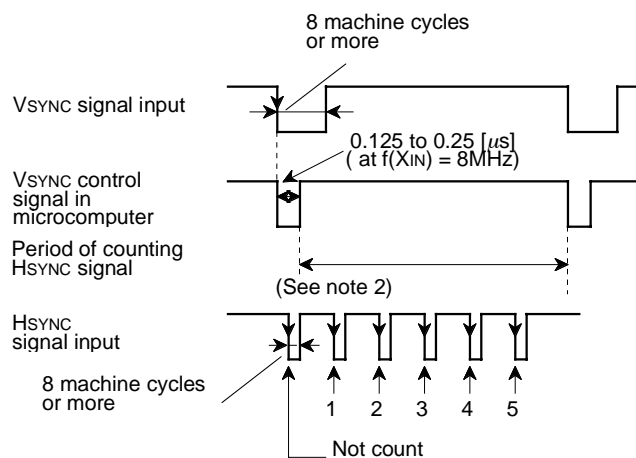 8 machine cycles
or more
VSYNC signal input
0.125 to 0.25 [μs]
( at f(XIN) = 8MHz)
VSYNC control
signal in
microcomputer
Period of counting
HSYNC signal
(See note 2)
HSYNC
signal input
8 machine cycles
or more
1 2 3 4 5
Not count